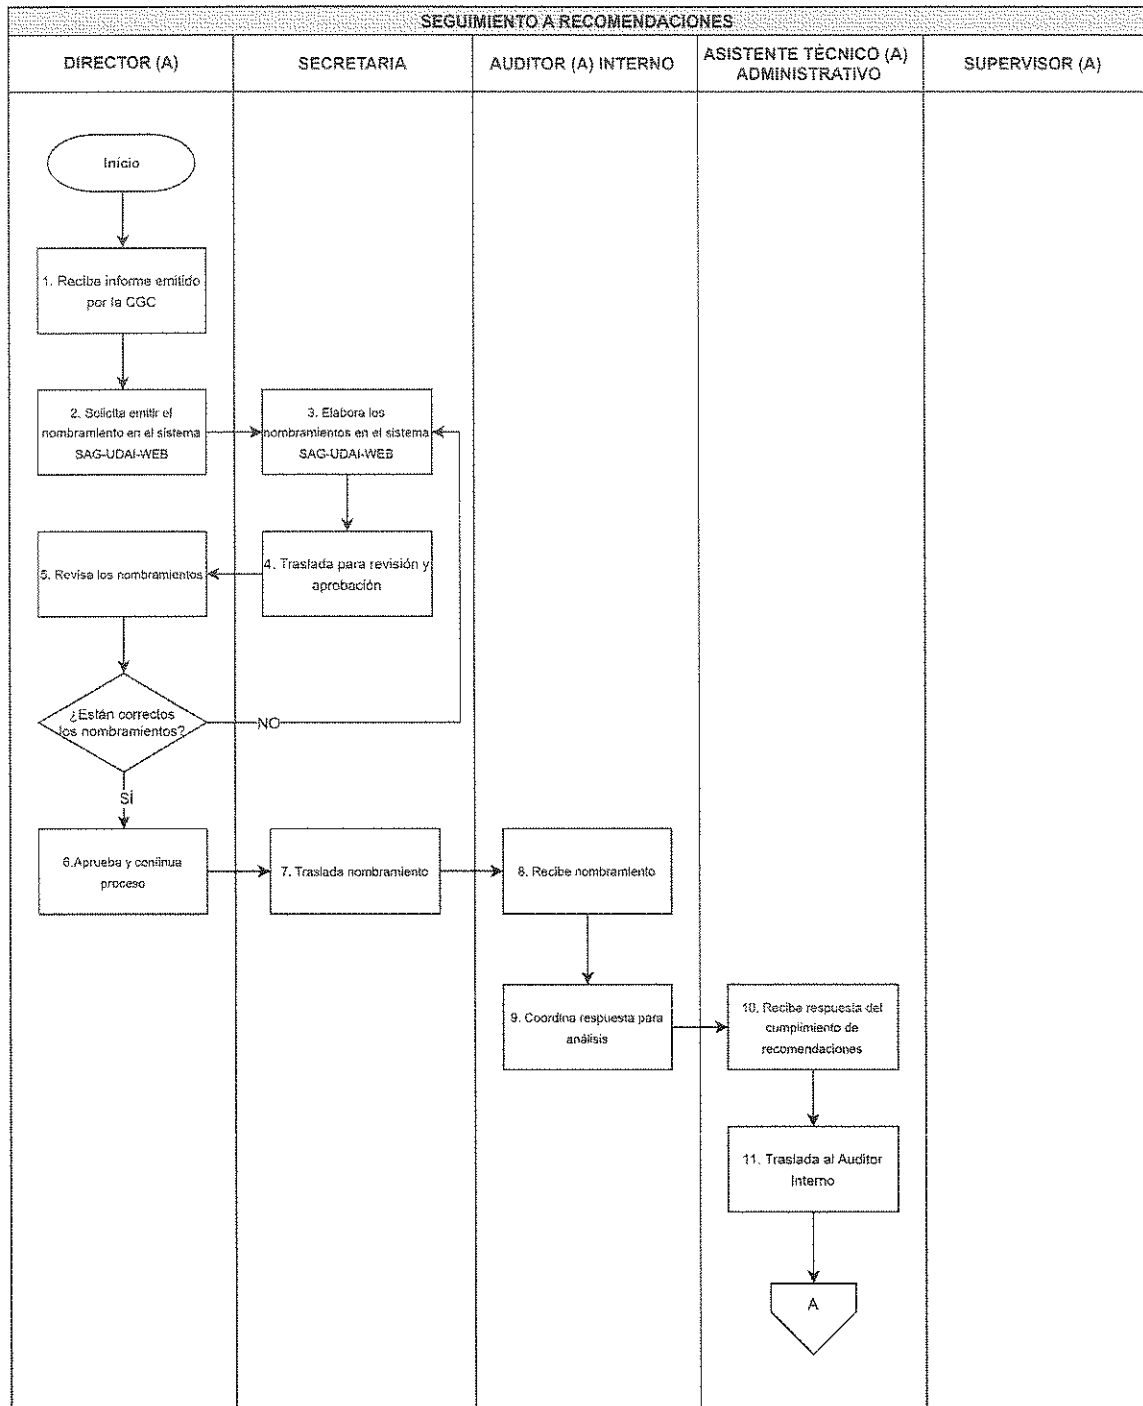 SEGUIMIENTO A RECOMENDACIONES
DIRECTOR (A)
SECRETARIA
AUDITOR (A) INTERNO
ASISTENTE TÉCNICO (A)
ADMINISTRATIVO
SUPERVISOR (A)
Início
1. Recibe informe emitido
por la CGC
2. Solicita emitir el
nombramiento en el sistema
SAG-UDAI-WEB
3. Elabora los
nombramientos en el sistema
SAG-UDAI-WEB
5. Revisa los nombramientos
4. Traslada para revisión y
aprobación
¿Están correctos
los nombramientos?
NO
SÍ
6.Aprueba y continua
proceso
7. Traslada nombramiento
8. Recibe nombramiento
9. Coordina respuesta para
análisis
10. Recibe respuesta del
cumplimiento de
recomendaciones
11. Traslada al Auditor
Interno
A